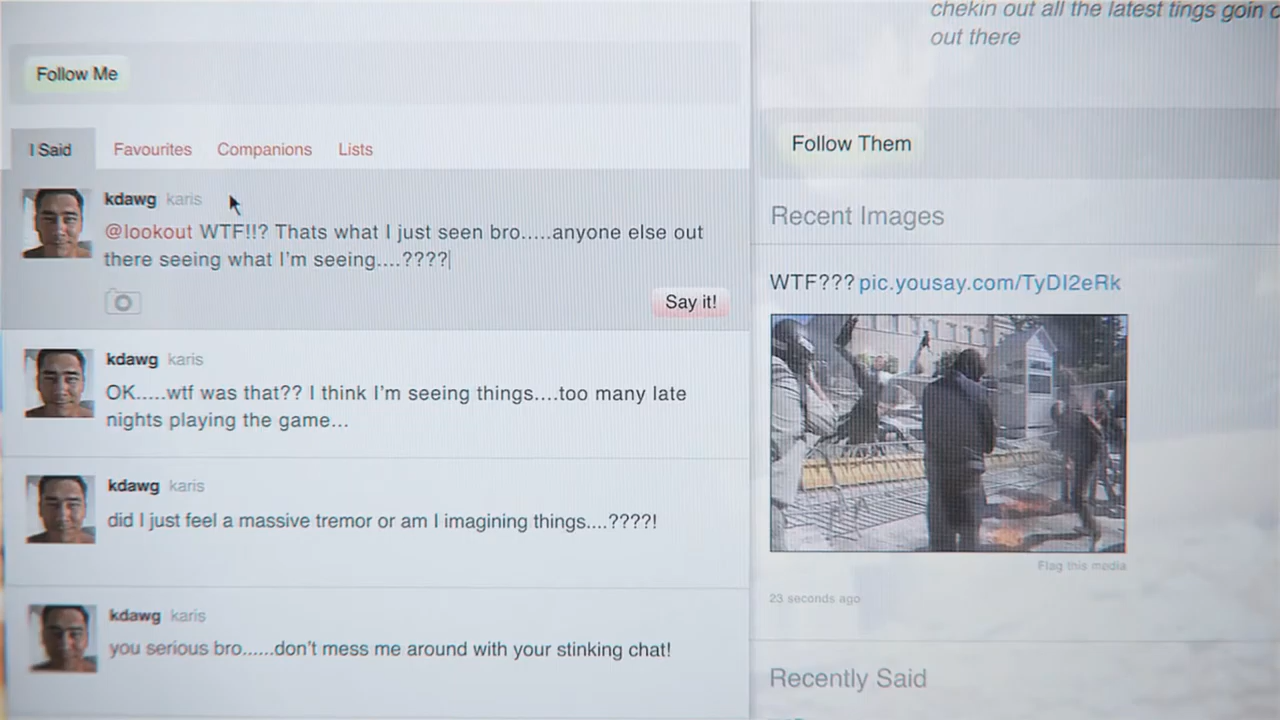 Follow Me
I Said
Favourites
Companions
Lists
kdawg karis
@lookout WTF!!? Thats what I just seen bro.....anyone else out
there seeing what I'm seeing....????
Say it!
kdawg karis
OK.....wtf was that?? I think I'm seeing things....too many late
nights playing the game...
kdawg karis
did I just feel a massive tremor or am I imagining things....????!
kdawg karis
you serious bro......don't mess me around with your stinking chat!
chekin out all the latest tings goin
out there
Follow Them
Recent Images
WTF??? pic.yousay.com/TyDI2eRk
Flag this media
23 seconds ago
Recently Said